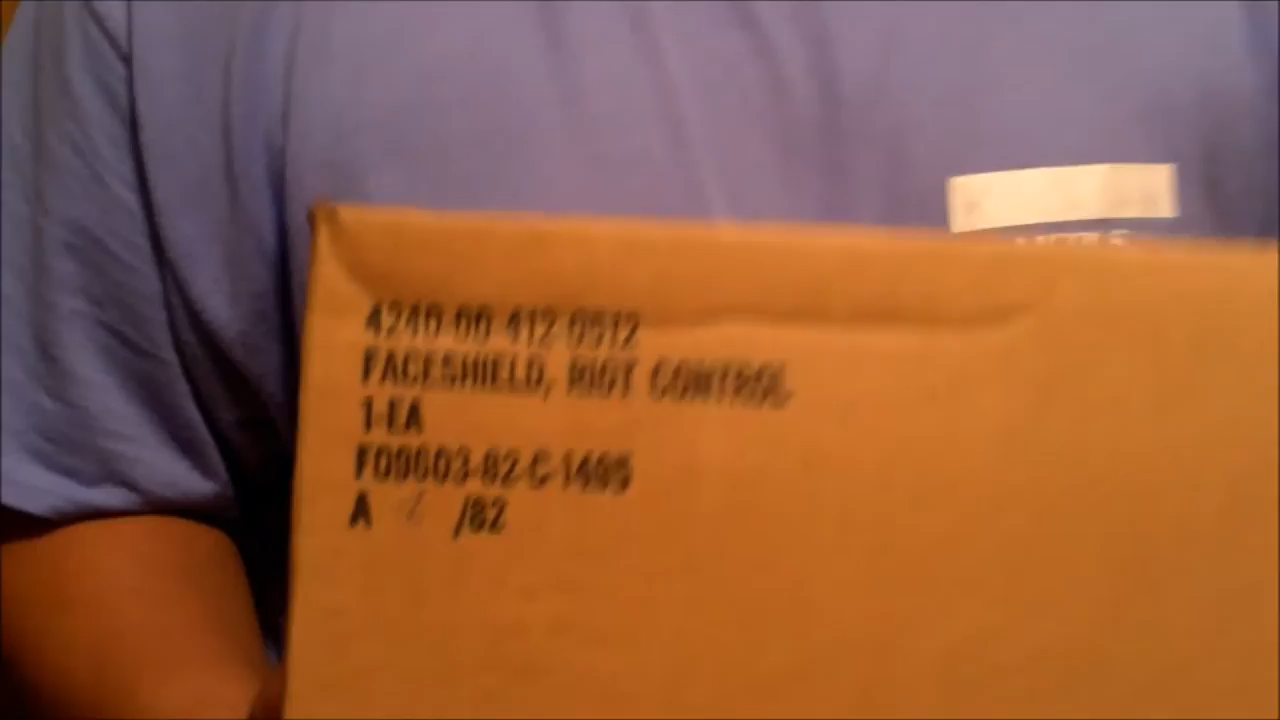 4240-00-412-0512
FACESHIELD, RIOT CONTROL
1-EA
F09603-82-C-1495
A /82